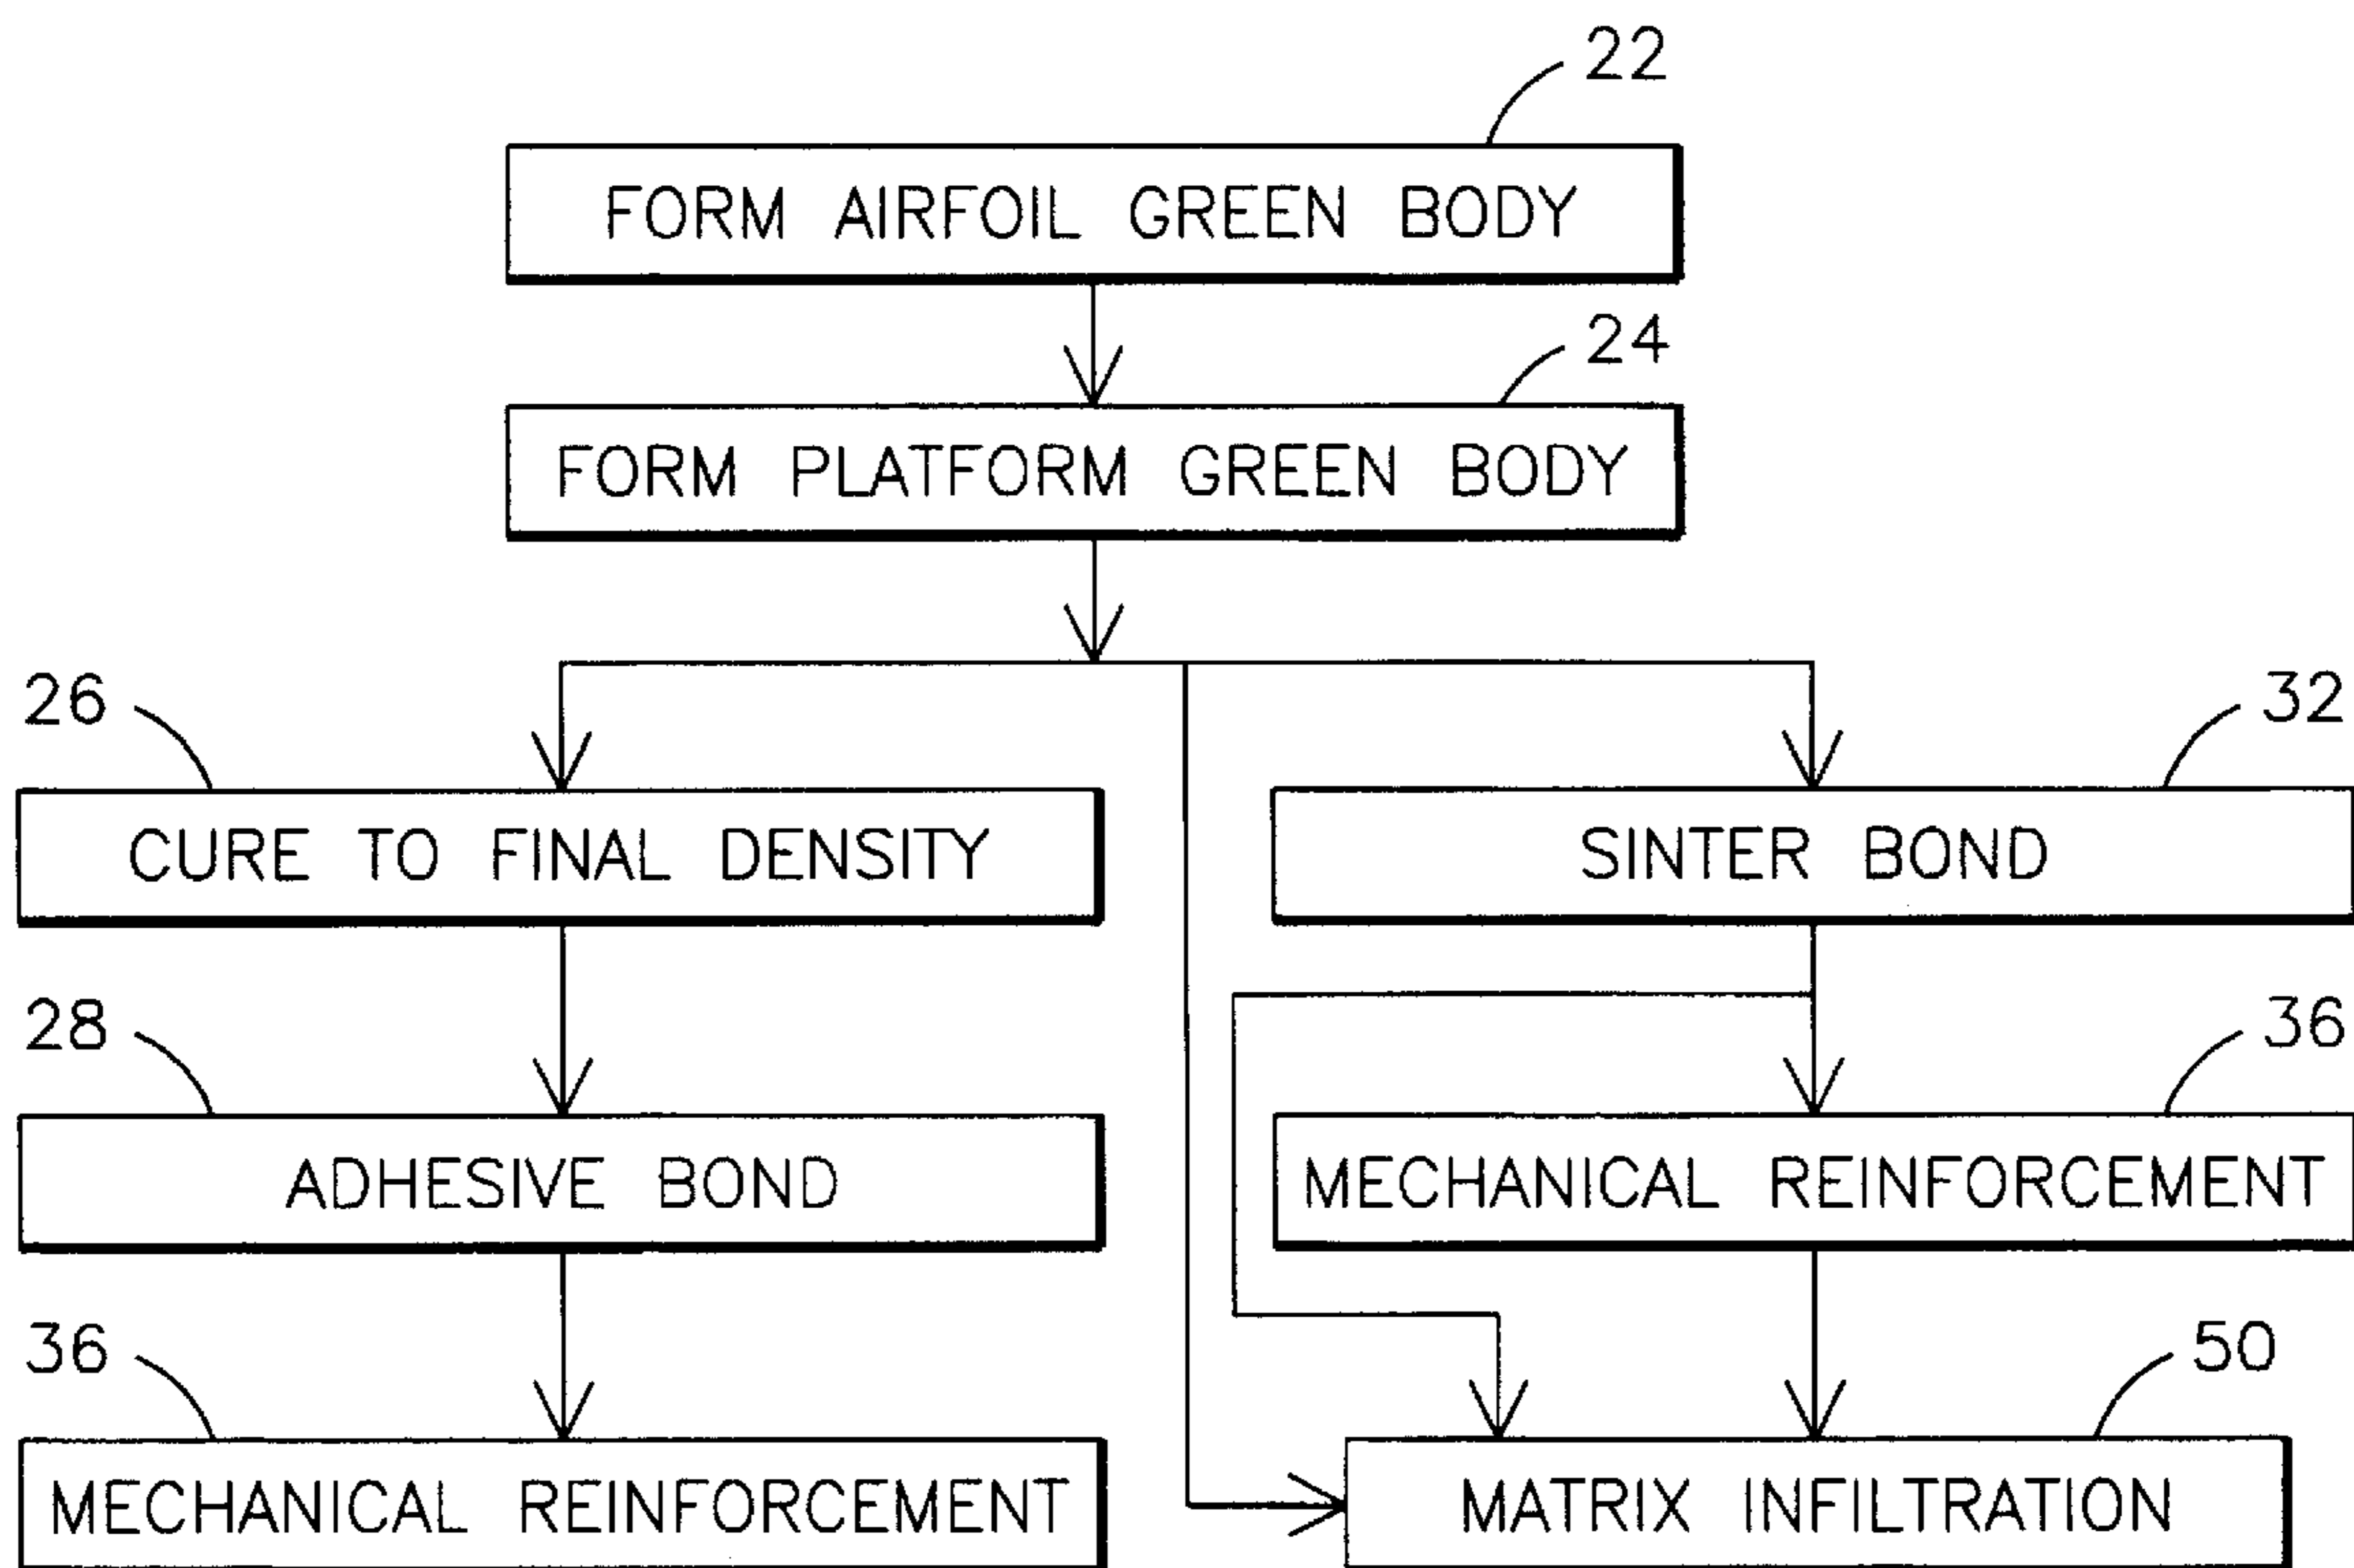 22
FORM AIRFOIL GREEN BODY
24
FORM PLATFORM GREEN BODY
26
CURE TO FINAL DENSITY
32
SINTER BOND
28
ADHESIVE BOND
36
MECHANICAL REINFORCEMENT
36
MECHANICAL REINFORCEMENT
50
MATRIX INFILTRATION